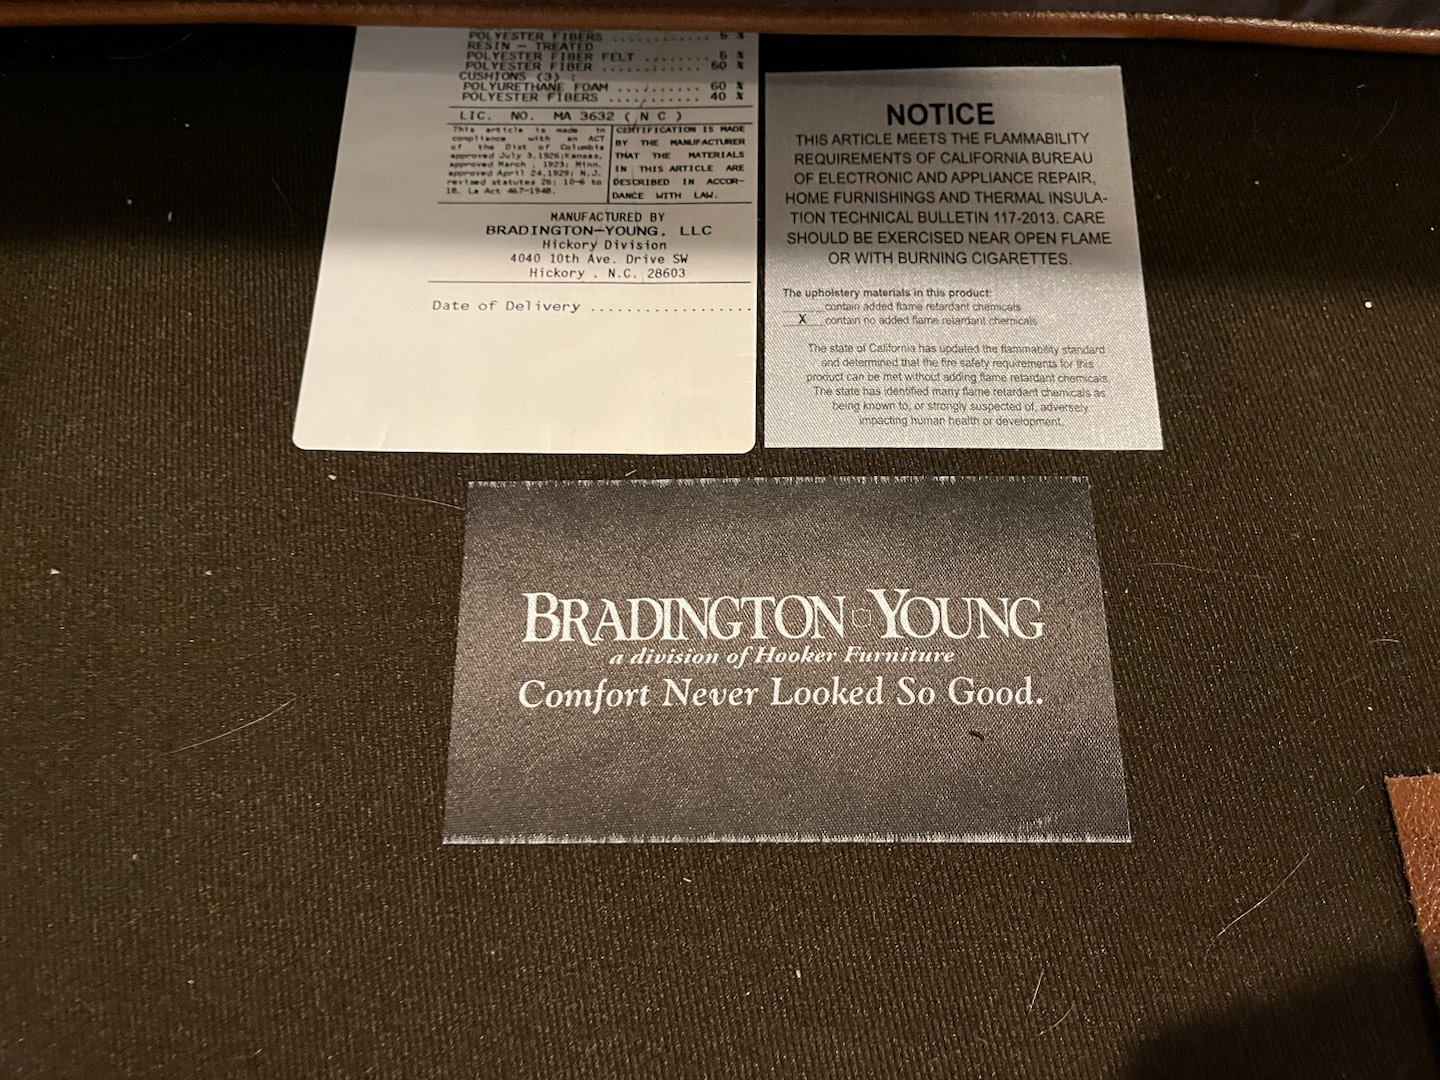 POLYESTER FIBERS ............ 6 %
RESIN - TREATED
POLYESTER FIBER FELT ........ 6 %
POLYESTER FIBER ............. 60 %
CUSHIONS (3) :
POLYURETHANE FOAM ........... 60 %
POLYESTER FIBERS ............ 40 %
LIC. NO. MA 3632 ( N C )
This article is made in
compliance with an ACT
of the Dist of Columbia
approved July 3,1926;Kansas,
approved March , 1923; Minn.
approved April 24,1929; N.J.
revised statutes 26; 10-6 to
18. La Act 467-1948.
CERTIFICATION IS MADE
BY THE MANUFACTURER
THAT THE MATERIALS
IN THIS ARTICLE ARE
DESCRIBED IN ACCOR-
DANCE WITH LAW.
MANUFACTURED BY
BRADINGTON-YOUNG, LLC
Hickory Division
4040 10th Ave. Drive SW
Hickory , N.C. 28603
Date of Delivery ..................
NOTICE
THIS ARTICLE MEETS THE FLAMMABILITY
REQUIREMENTS OF CALIFORNIA BUREAU
OF ELECTRONIC AND APPLIANCE REPAIR,
HOME FURNISHINGS AND THERMAL INSULA-
TION TECHNICAL BULLETIN 117-2013. CARE
SHOULD BE EXERCISED NEAR OPEN FLAME
OR WITH BURNING CIGARETTES.
The upholstery materials in this product:
_____contain added flame retardant chemicals
__X__contain no added flame retardant chemicals
The state of California has updated the flammability standard
and determined that the fire safety requirements for this
product can be met without adding flame retardant chemicals.
The state has identified many flame retardant chemicals as
being known to, or strongly suspected of, adversely
impacting human health or development.
BRADINGTON YOUNG
a division of Hooker Furniture
Comfort Never Looked So Good.